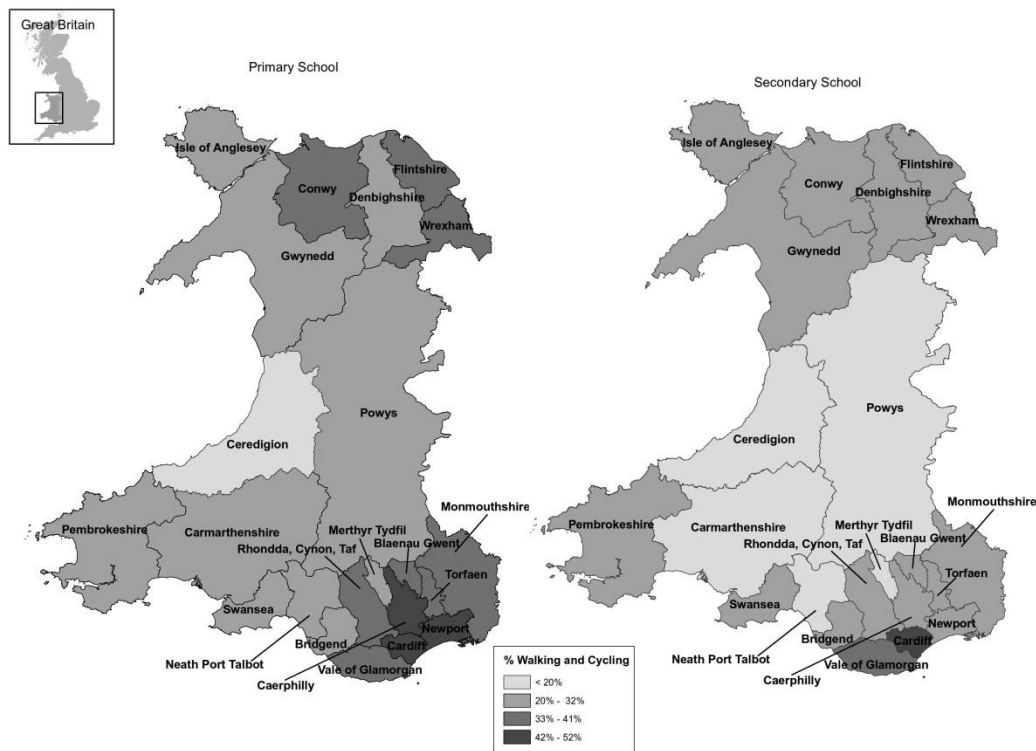 Great Britain
Primary School
Secondary School
Isle of Anglesey
Flintshire
Conwy
Denbighshire
Wrexham
Gwynedd
Powys
Ceredigion
Monmouthshire
Pembrokeshire
Carmarthenshire
Merthyr Tydfil
Blaenau Gwent
Rhondda, Cynon, Taf
Torfaen
Swansea
Newport
Bridgend
Cardiff
Neath Port Talbot
Vale of Glamorgan
Caerphilly
Isle of Anglesey
Flintshire
Conwy
Denbighshire
Wrexham
Gwynedd
Powys
Ceredigion
Monmouthshire
Pembrokeshire
Carmarthenshire
Merthyr Tydfil
Blaenau Gwent
Rhondda, Cynon, Taf
Torfaen
Swansea
Newport
Bridgend
Cardiff
Neath Port Talbot
Vale of Glamorgan
Caerphilly
% Walking and Cycling
< 20%
20% - 32%
33% - 41%
42% - 52%